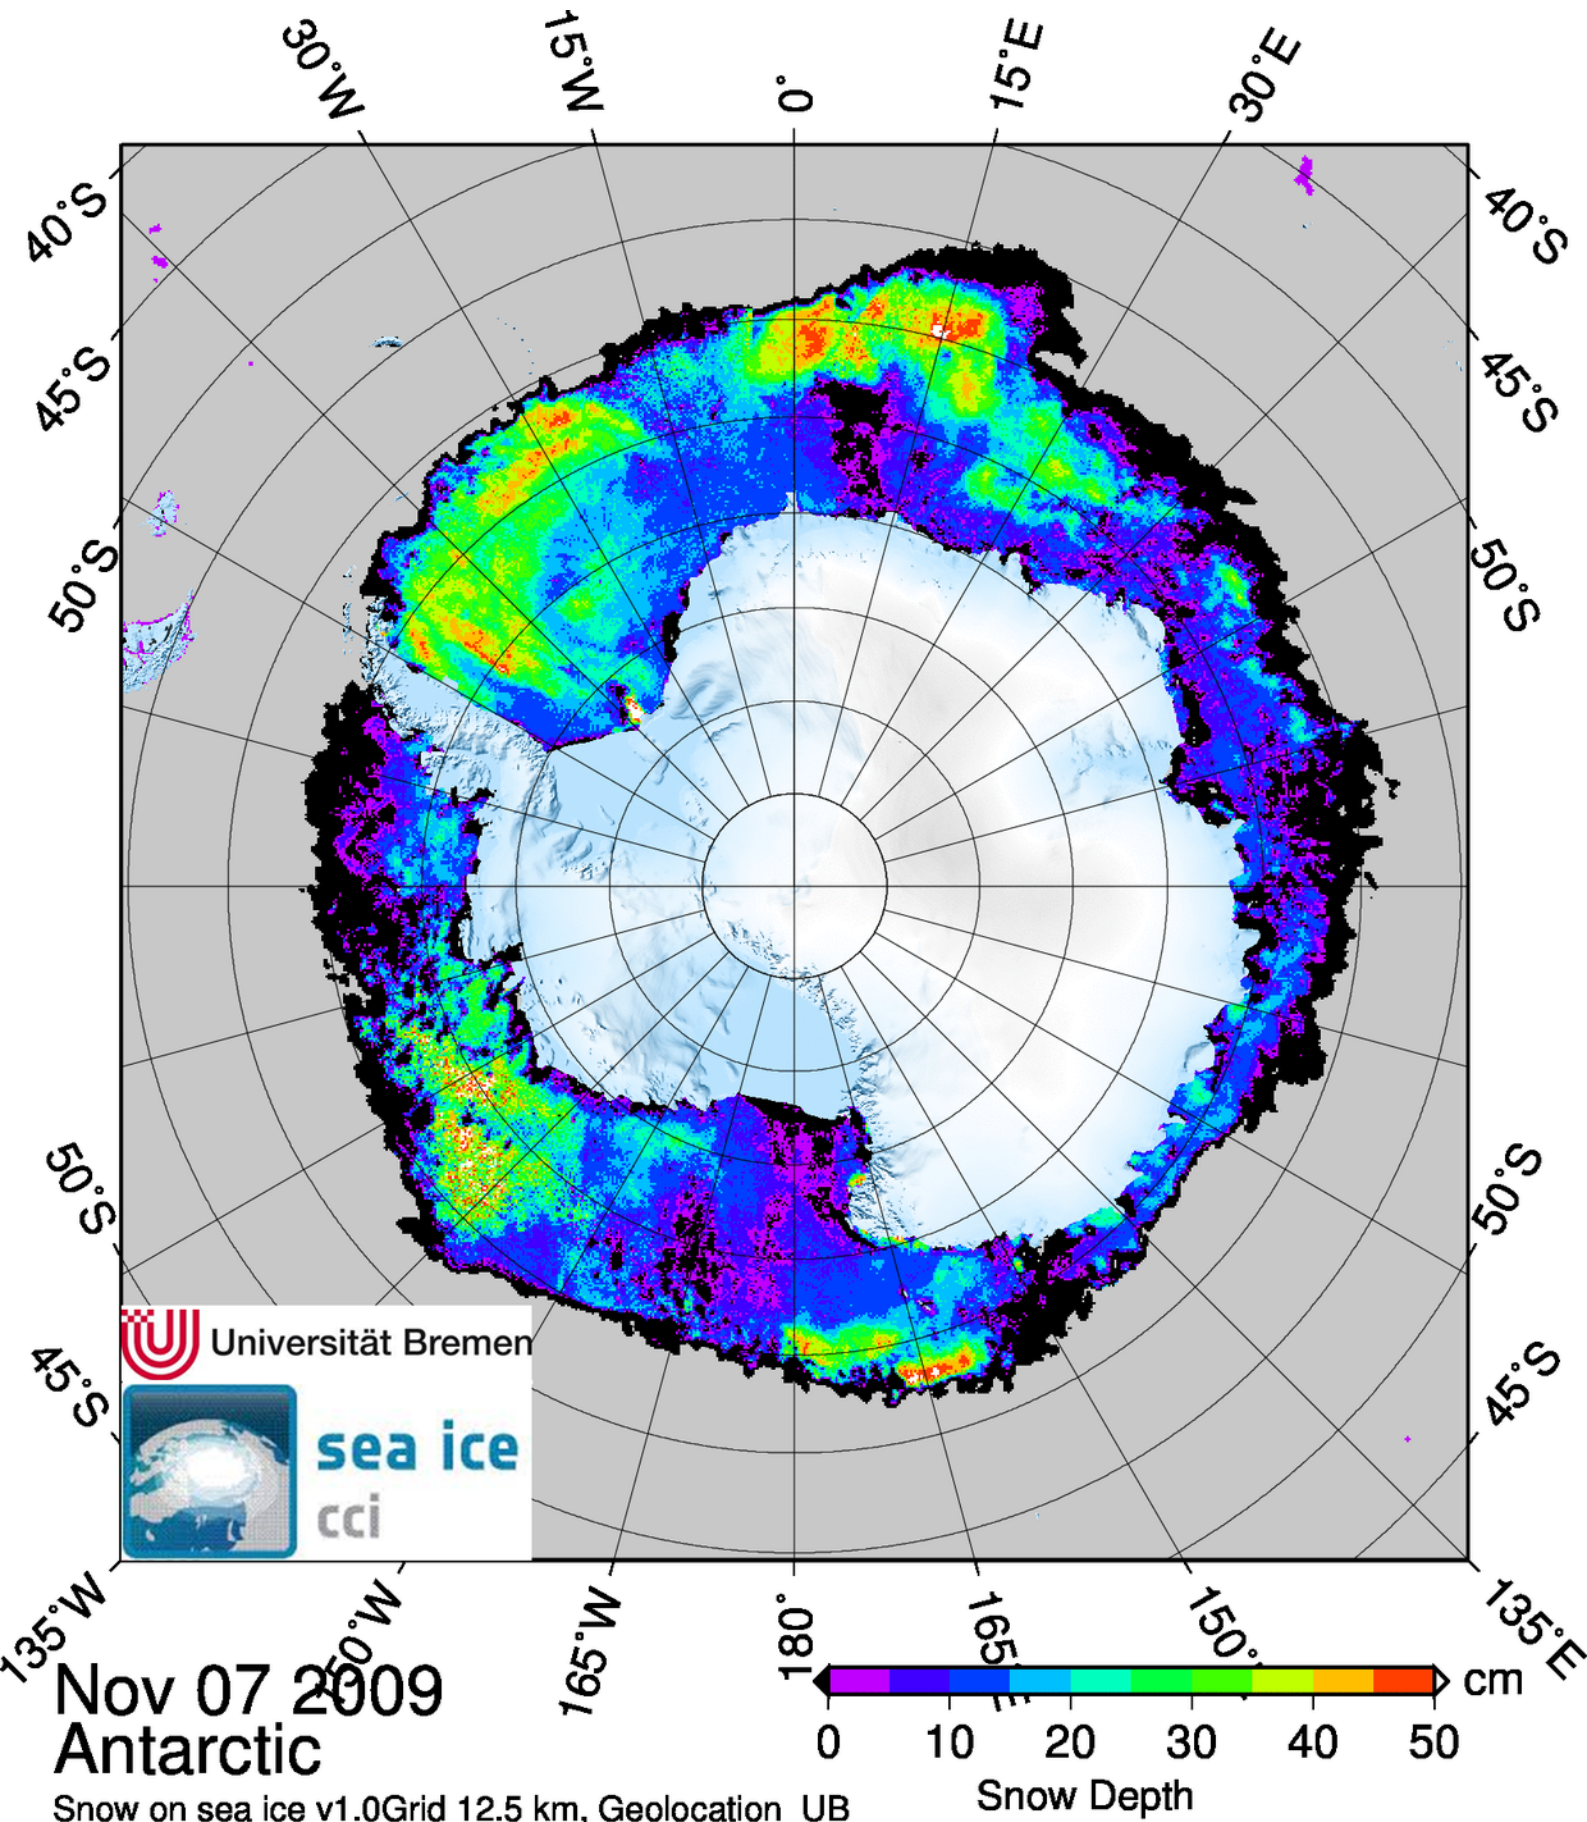 30°W
15°W
0°
15°E
30°E
40°S
40°S
45°S
45°S
50°S
50°S
50°S
50°S
45°S
45°S
Universität Bremen
sea ice
cci
135°W
165°W
180°
165
150°
135°E
Nov 07 2009
Antarctic
Snow on sea ice v1.0Grid 12.5 km, Geolocation UB
cm
0 10 20 30 40 50
Snow Depth